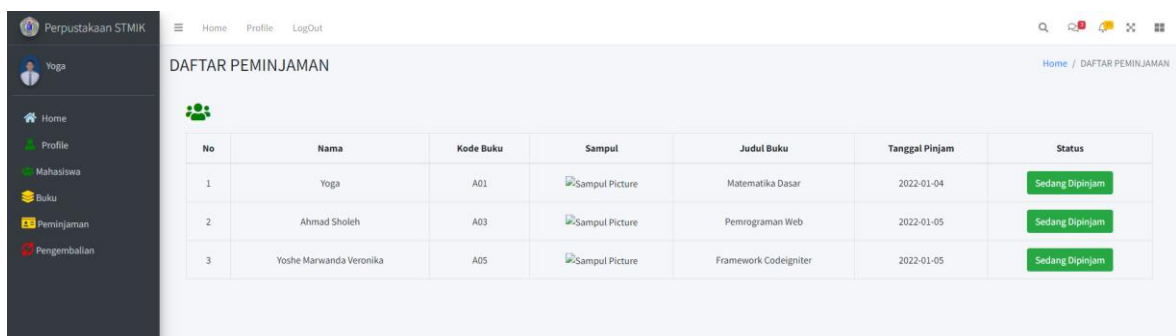 Perpustakaan STMIK
Home Profile LogOut
3
Yoga
DAFTAR PEMINJAMAN
Home / DAFTAR PEMINJAMAN
Home
Profile
Mahasiswa
Buku
Peminjaman
Pengembalian
No Nama Kode Buku Sampul Judul Buku Tanggal Pinjam Status
1 Yoga A01 Sampul Picture Matematika Dasar 2022-01-04 Sedang Dipinjam
2 Ahmad Sholeh A03 Sampul Picture Pemrograman Web 2022-01-05 Sedang Dipinjam
3 Yoshe Marwanda Veronika A05 Sampul Picture Framework Codeigniter 2022-01-05 Sedang Dipinjam